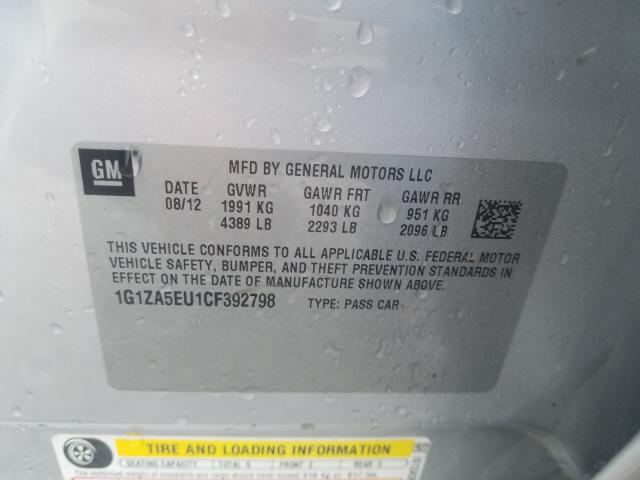 GM
MFD BY GENERAL MOTORS LLC
DATE GVWR GAWR FRT GAWR RR
08/12 1991 KG 1040 KG 951 KG
4389 LB 2293 LB 2096 LB
THIS VEHICLE CONFORMS TO ALL APPLICABLE U.S. FEDERAL MOTOR
VEHICLE SAFETY, BUMPER, AND THEFT PREVENTION STANDARDS IN
EFFECT ON THE DATE OF MANUFACTURE SHOWN ABOVE.
1G1ZA5EU1CF392798 TYPE: PASS CAR
TIRE AND LOADING INFORMATION
SEATING CAPACITY TOTAL 5 FRONT 2 REAR 3